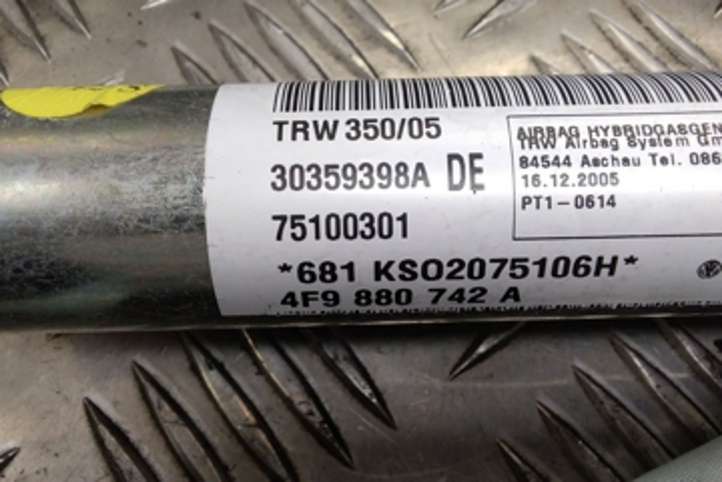 TRW 350/05
30359398A DE
75100301
*681 KSO2075106H*
4F9 880 742 A
AIRBAG HYBRIDGASGEN
TRW Airbag System Gm
84544 Aschau Tel. 086
16.12.2005
PT1-0614